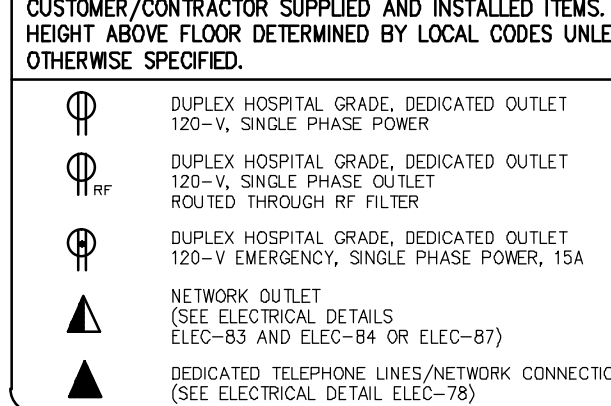 CUSTOMER/CONTRACTOR SUPPLIED AND INSTALLED ITEMS.
HEIGHT ABOVE FLOOR DETERMINED BY LOCAL CODES UNLE
OTHERWISE SPECIFIED.
DUPLEX HOSPITAL GRADE, DEDICATED OUTLET
120-V, SINGLE PHASE POWER
RF
DUPLEX HOSPITAL GRADE, DEDICATED OUTLET
120-V, SINGLE PHASE OUTLET
ROUTED THROUGH RF FILTER
DUPLEX HOSPITAL GRADE, DEDICATED OUTLET
120-V EMERGENCY, SINGLE PHASE POWER, 15A
NETWORK OUTLET
(SEE ELECTRICAL DETAILS
ELEC-83 AND ELEC-84 OR ELEC-87)
DEDICATED TELEPHONE LINES/NETWORK CONNECTIO
(SEE ELECTRICAL DETAIL ELEC-78)